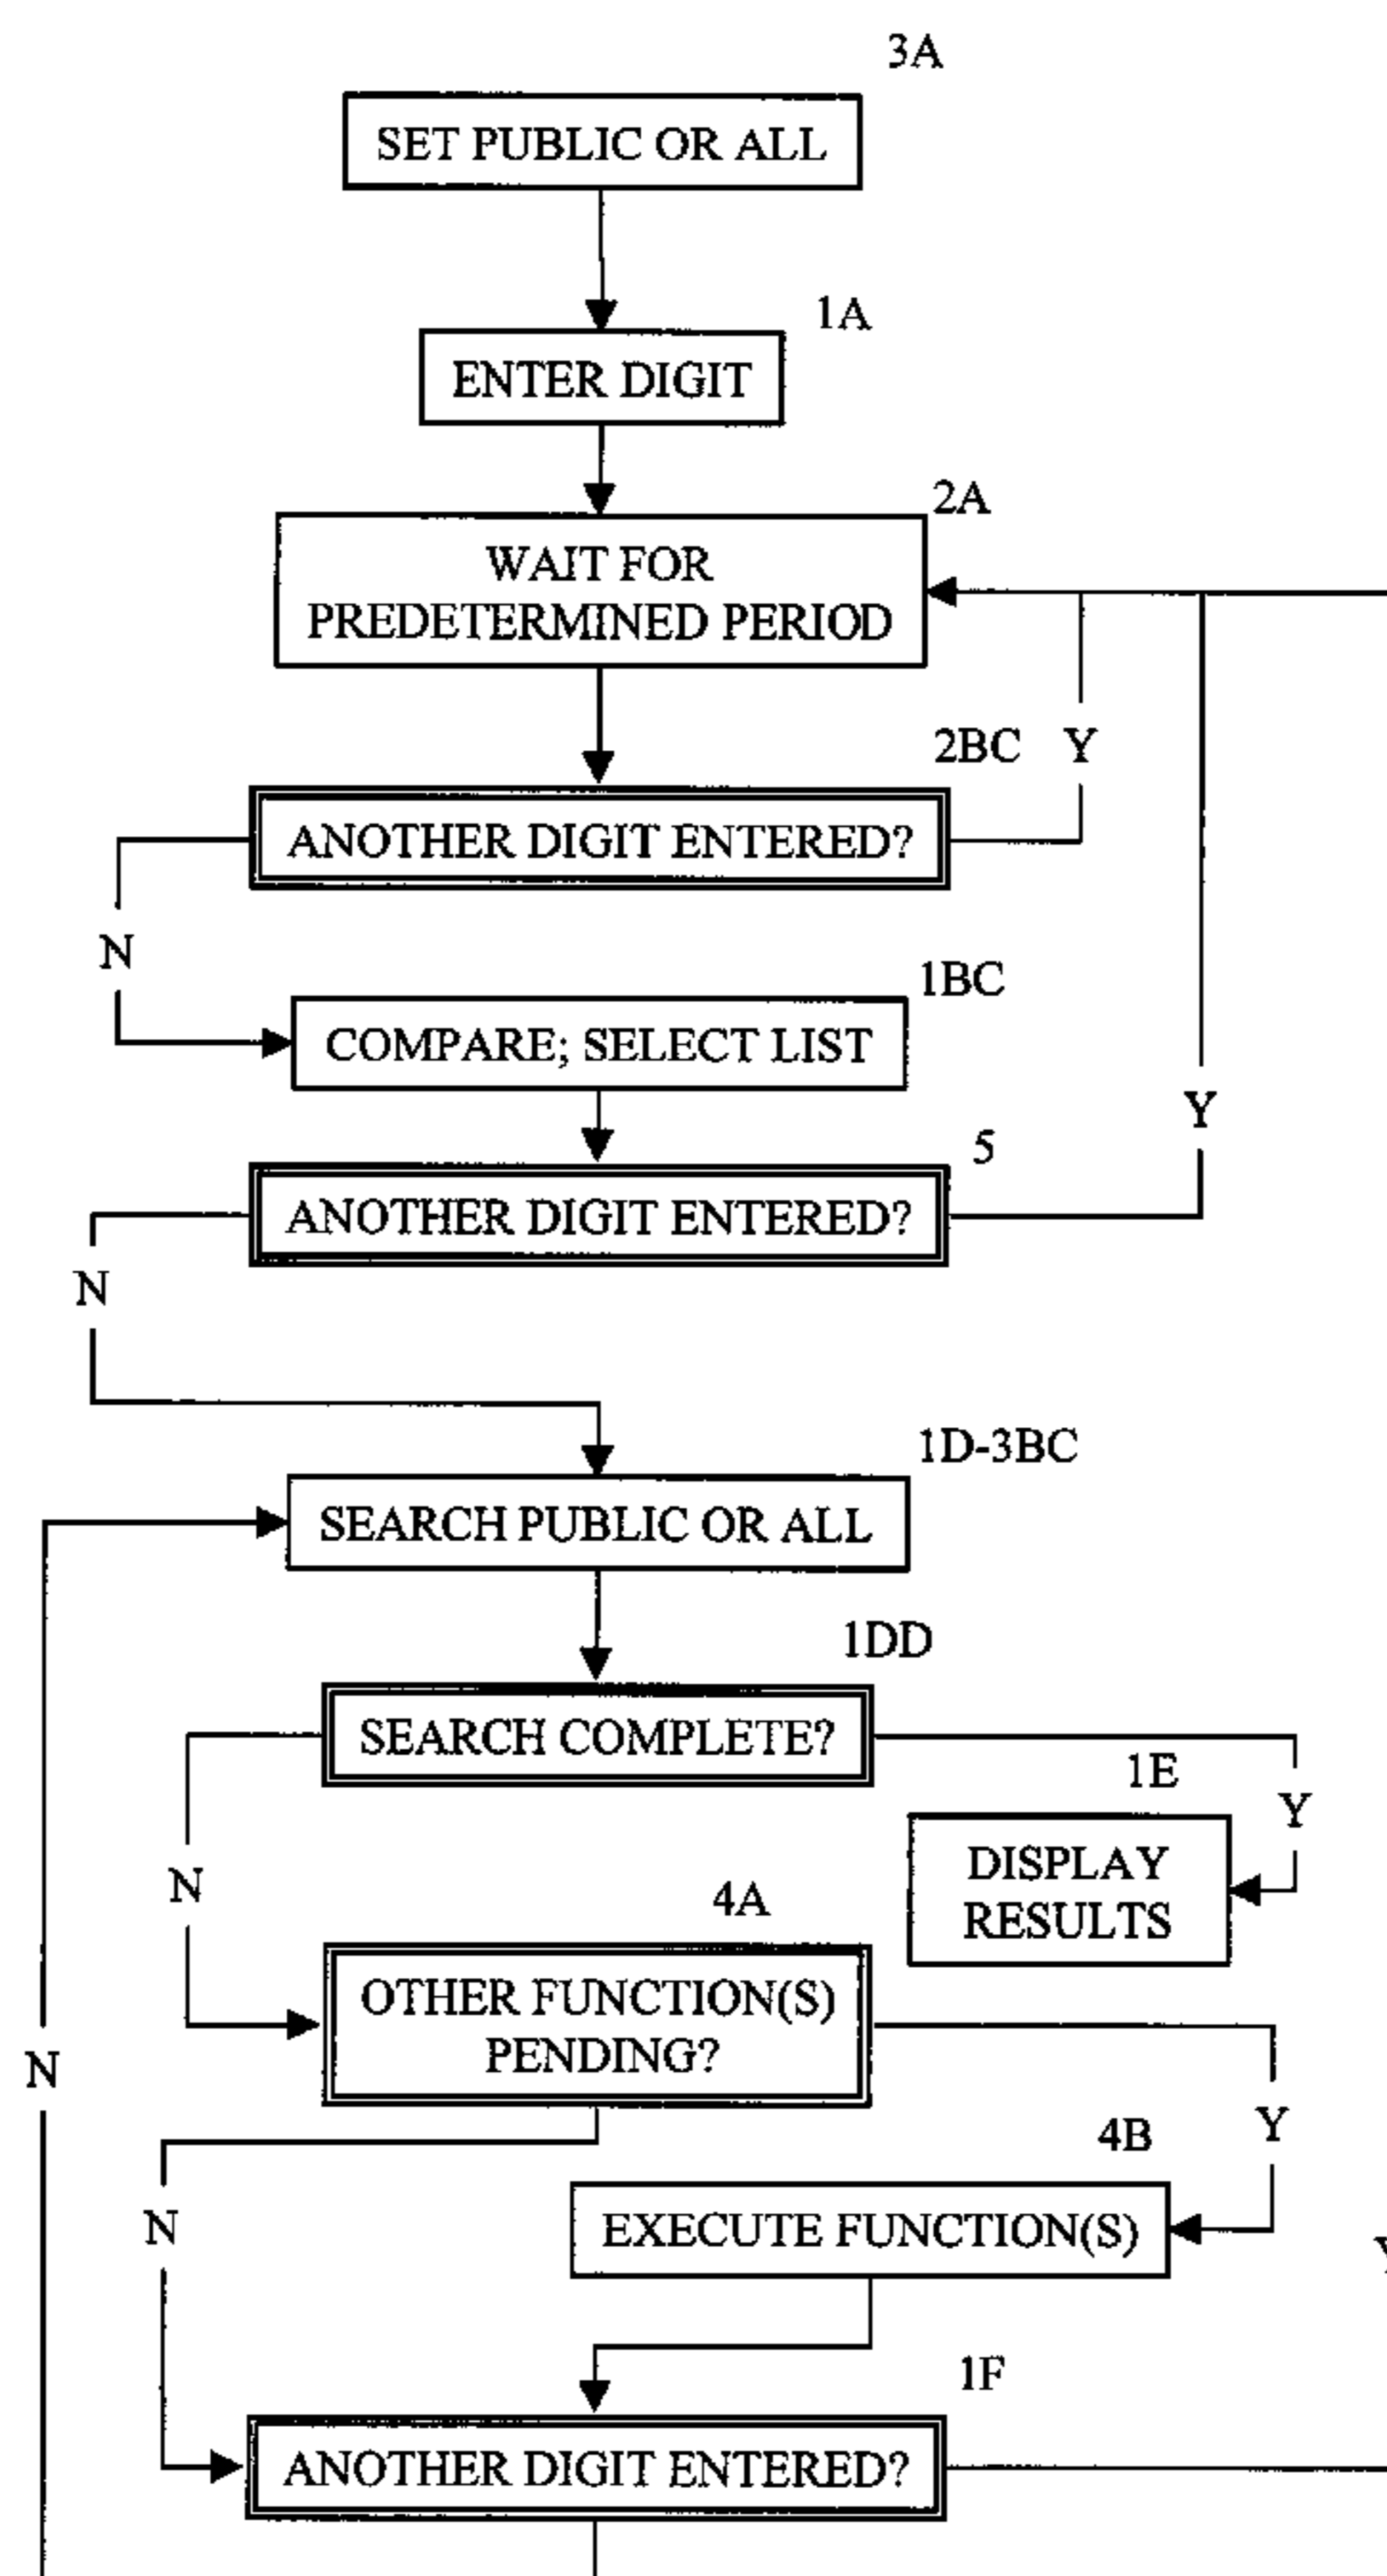 3A
SET PUBLIC OR ALL
1A
ENTER DIGIT
2A
WAIT FOR
PREDETERMINED PERIOD
2BC
Y
ANOTHER DIGIT ENTERED?
N
1BC
COMPARE; SELECT LIST
Y
5
ANOTHER DIGIT ENTERED?
N
1D-3BC
SEARCH PUBLIC OR ALL
1DD
SEARCH COMPLETE?
1E
Y
DISPLAY
RESULTS
N
4A
OTHER FUNCTION(S)
PENDING?
N
Y
4B
N
EXECUTE FUNCTION(S)
Y
1F
ANOTHER DIGIT ENTERED?